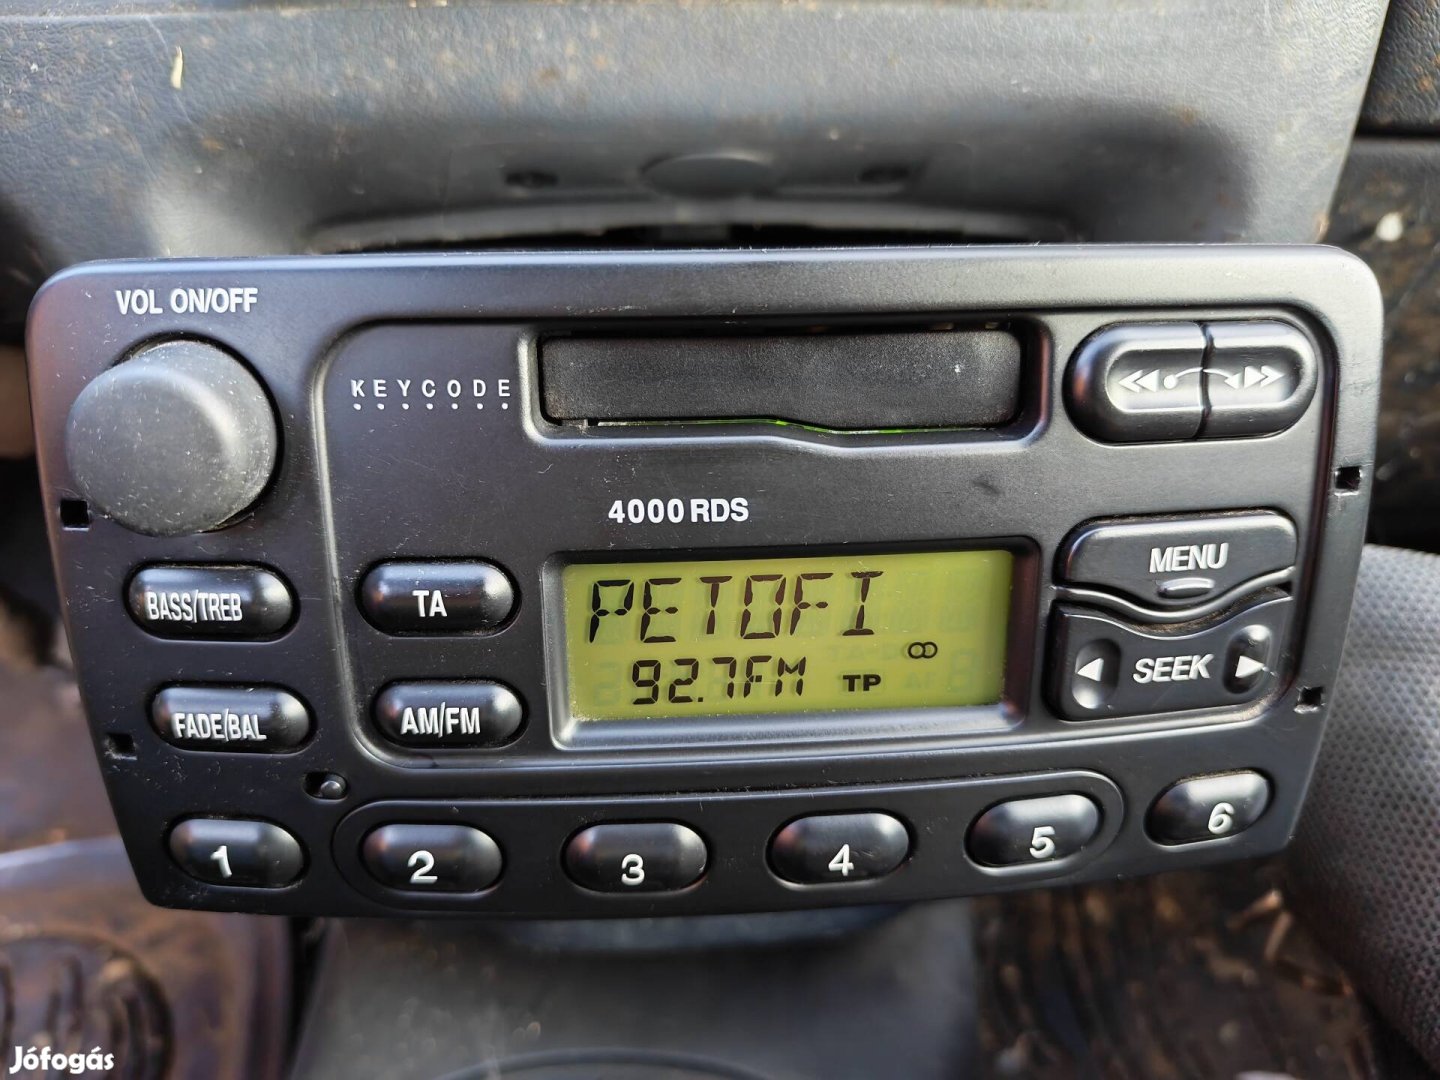 VOL ON/OFF
KEYCODE
4000 RDS
MENU
BASS/TREB
TA
PETOFI
SEEK
92.7FM TP
FADE/BAL
AM/FM
1 2 3 4 5 6
Jófogás